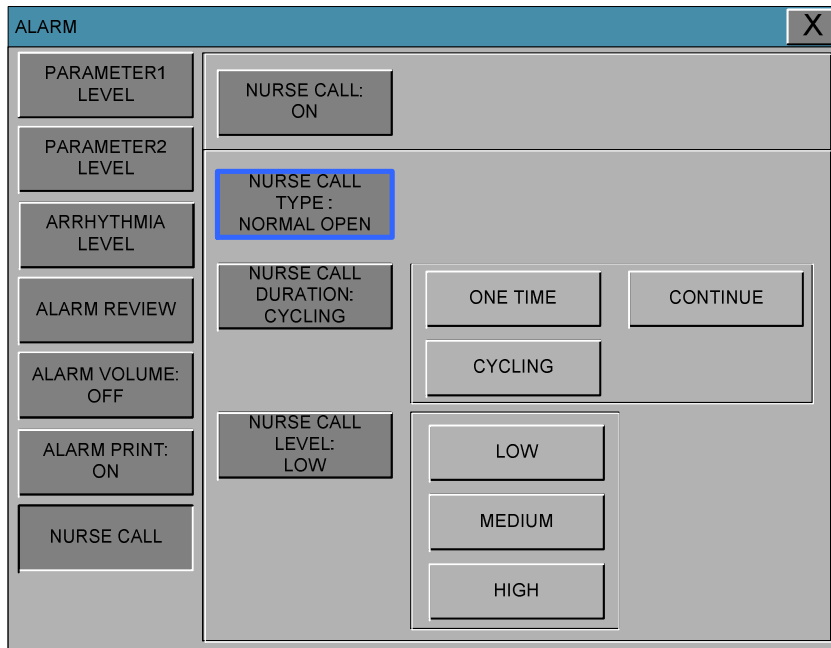 ALARM
X
PARAMETER1
LEVEL
PARAMETER2
LEVEL
ARRHYTHMIA
LEVEL
ALARM REVIEW
ALARM VOLUME:
OFF
ALARM PRINT:
ON
NURSE CALL
NURSE CALL:
ON
NURSE CALL
TYPE :
NORMAL OPEN
NURSE CALL
DURATION:
CYCLING
ONE TIME
CONTINUE
CYCLING
NURSE CALL
LEVEL:
LOW
LOW
MEDIUM
HIGH